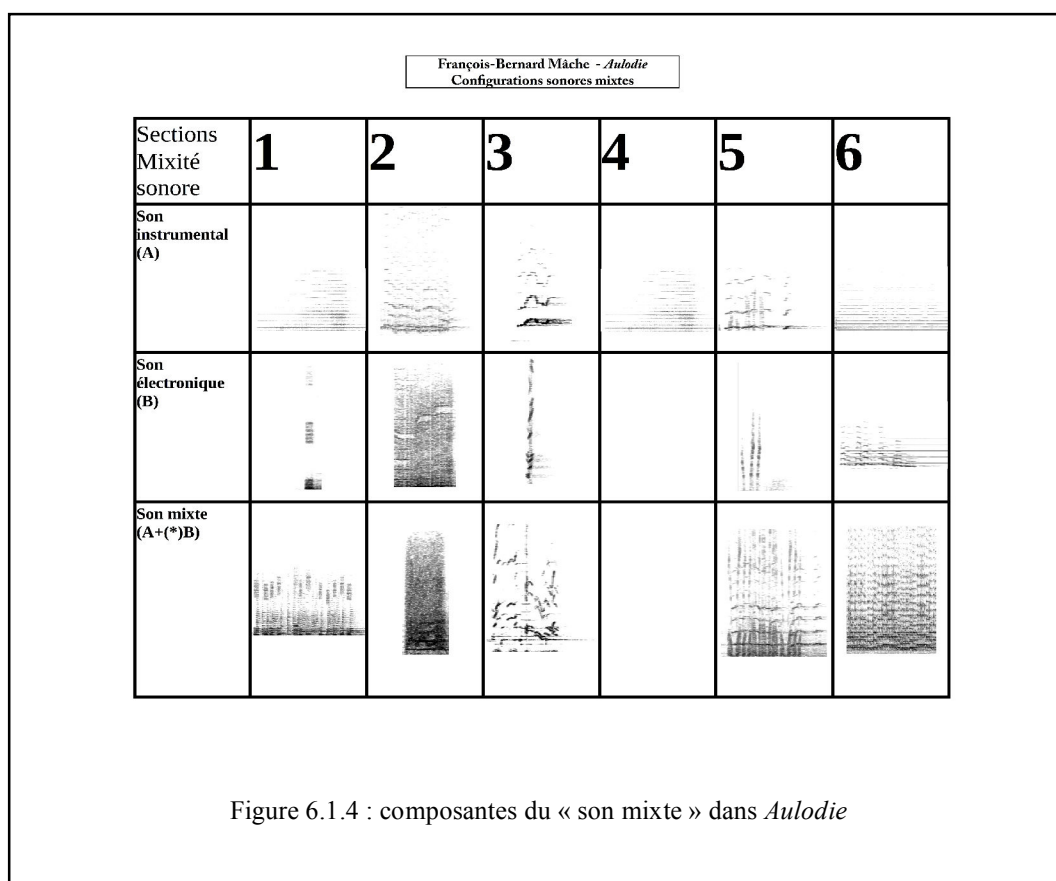 François-Bernard Mâche - Aulodie
Configurations sonores mixtes
Sections
Mixité
sonore
1
2
3
4
5
6
Son
instrumental
(A)
Son
électronique
(B)
Son mixte
(A+(*)B)
Figure 6.1.4 : composantes du « son mixte » dans Aulodie